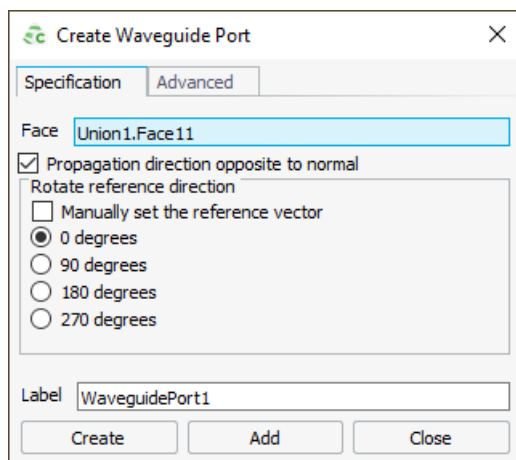 Create Waveguide Port
Specification Advanced
Face Union1.Face11
Propagation direction opposite to normal
Rotate reference direction
Manually set the reference vector
0 degrees
90 degrees
180 degrees
270 degrees
Label WaveguidePort1
Create Add Close